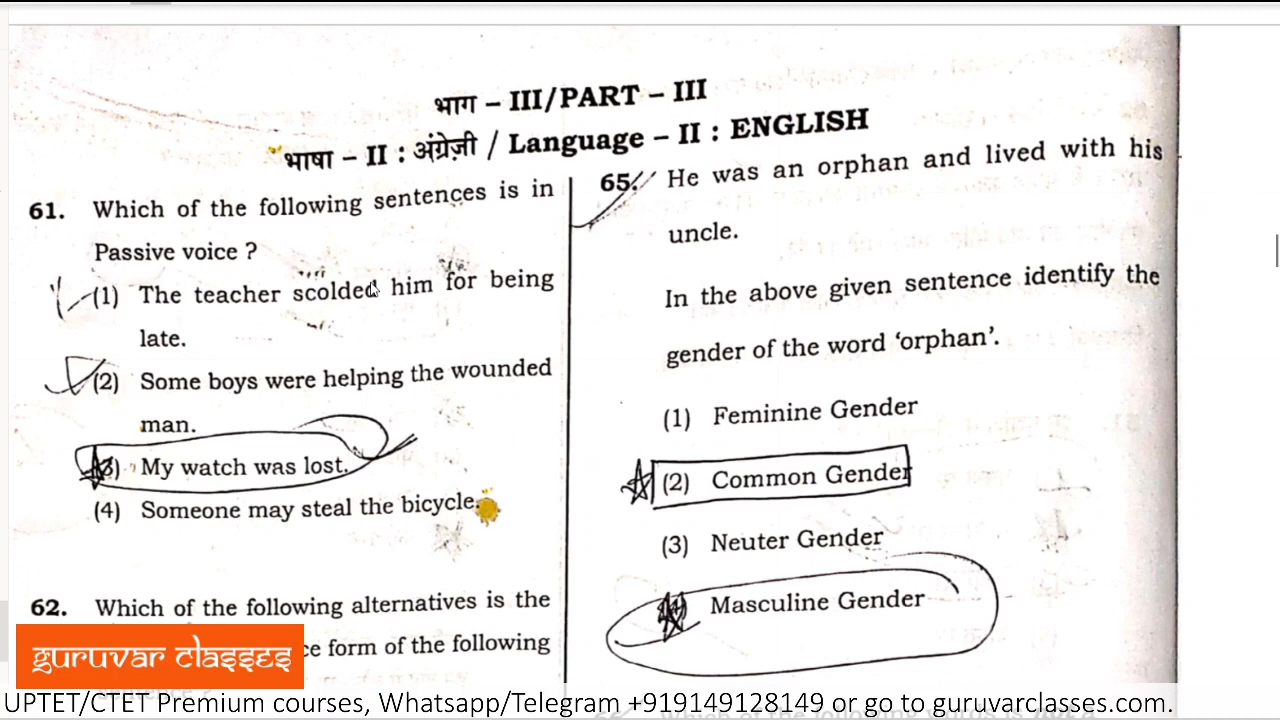 भाग – III/PART – III
भाषा – II : अंग्रेज़ी / Language – II : ENGLISH
61. Which of the following sentences is in
Passive voice ?
(1) The teacher scolded him for being
late.
(2) Some boys were helping the wounded
man.
(3) My watch was lost.
(4) Someone may steal the bicycle.
62. Which of the following alternatives is the
ce form of the following
65. He was an orphan and lived with his
uncle.
In the above given sentence identify the
gender of the word ‘orphan’.
(1) Feminine Gender
(2) Common Gender
(3) Neuter Gender
(4) Masculine Gender
guruvar classes
UPTET/CTET Premium courses, Whatsapp/Telegram +919149128149 or go to guruvarclasses.com.